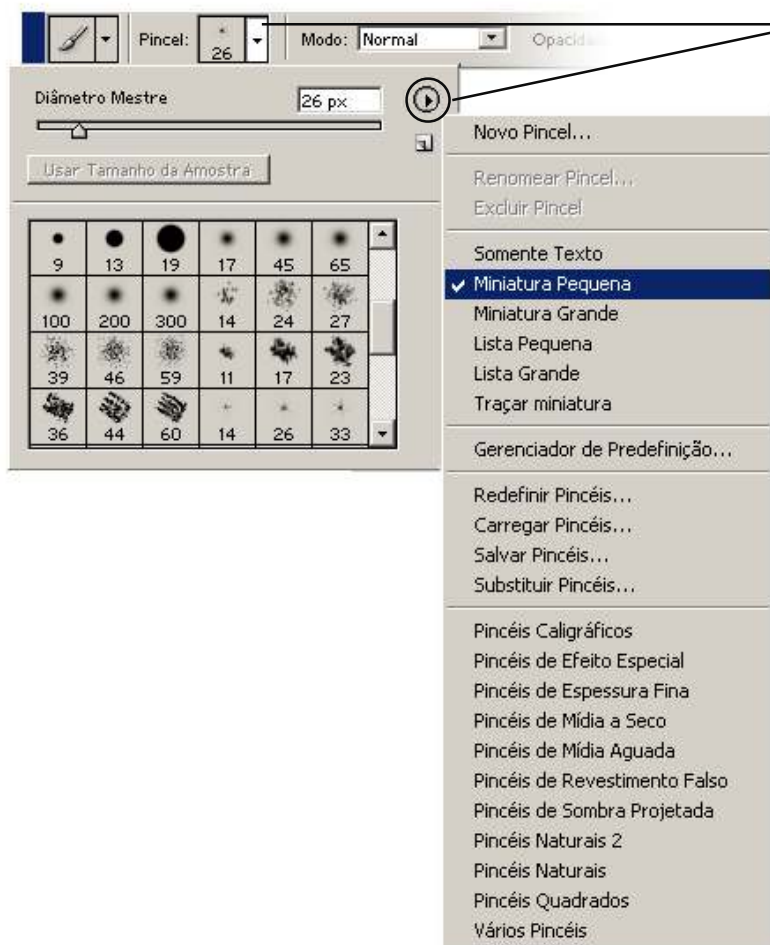 Pincel: 26 Modo: Normal Opacid
Diâmetro Mestre 26 px
Usar Tamanho da Amostra
9 13 19 17 45 65
100 200 300 14 24 27
39 46 59 11 17 23
36 44 60 14 26 33
Novo Pincel...
Renomear Pincel...
Excluir Pincel
Somente Texto
Miniatura Pequena
Miniatura Grande
Lista Pequena
Lista Grande
Traçar miniatura
Gerenciador de Predefinição...
Redefinir Pincéis...
Carregar Pincéis...
Salvar Pincéis...
Substituir Pincéis...
Pincéis Caligráficos
Pincéis de Efeito Especial
Pincéis de Espessura Fina
Pincéis de Mídia a Seco
Pincéis de Mídia Aguada
Pincéis de Revestimento Falso
Pincéis de Sombra Projetada
Pincéis Naturais 2
Pincéis Naturais
Pincéis Quadrados
Vários Pincéis